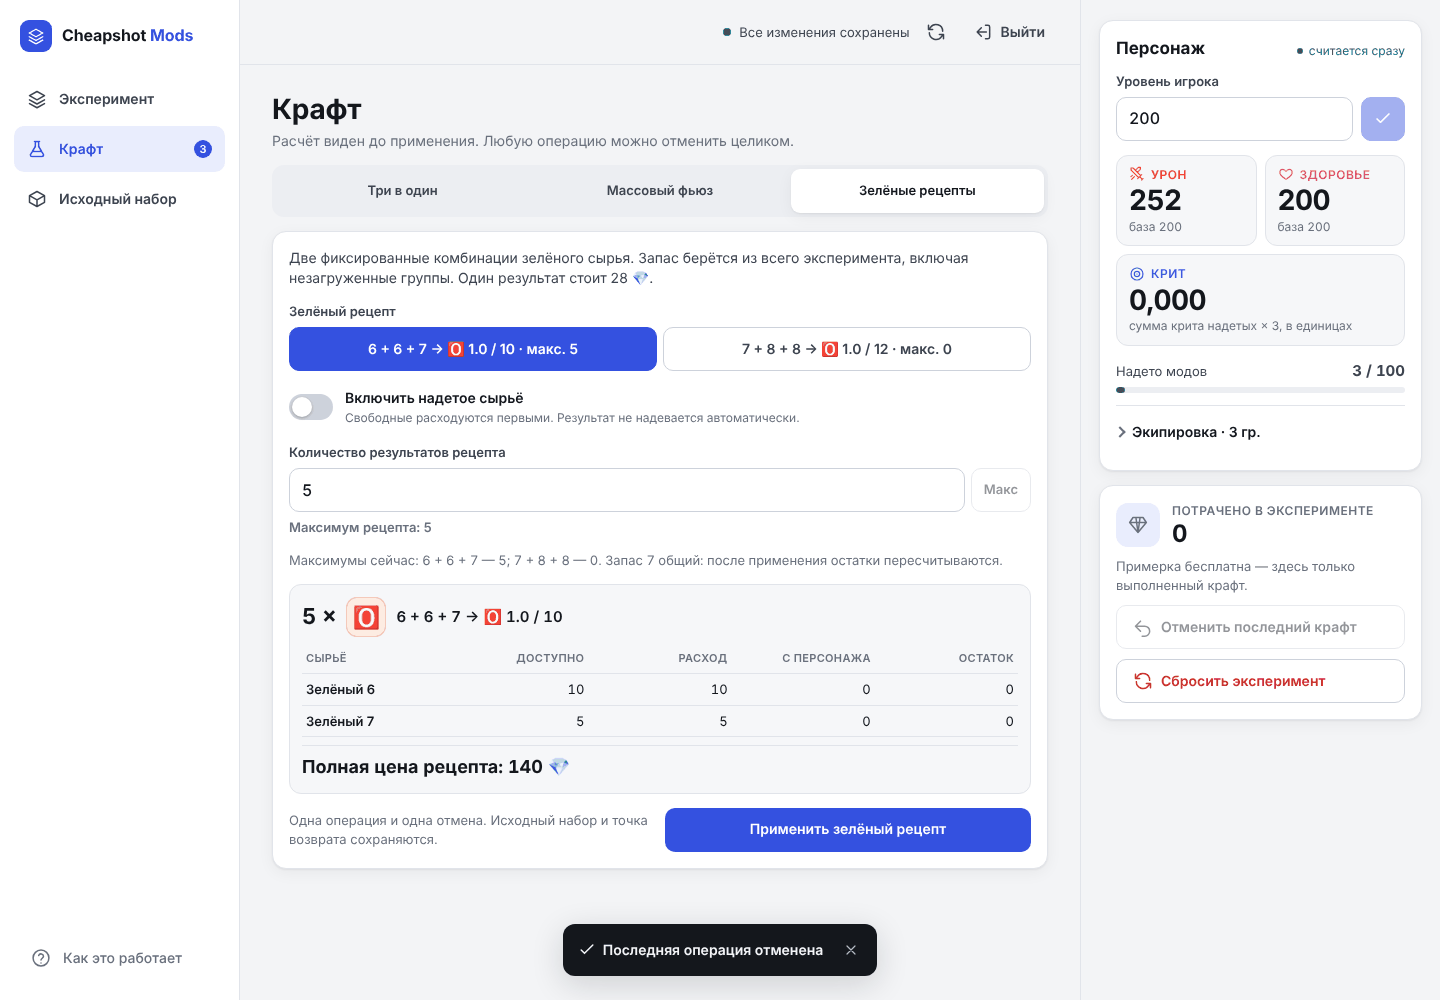 Cheapshot Mods
Эксперимент
Крафт 3
Исходный набор
Как это работает
Все изменения сохранены
Выйти
Крафт
Расчёт виден до применения. Любую операцию можно отменить целиком.
Три в один
Массовый фьюз
Зелёные рецепты
Две фиксированные комбинации зелёного сырья. Запас берётся из всего эксперимента, включая
незагруженные группы. Один результат стоит 28 💎.
Зелёный рецепт
6 + 6 + 7 → 🅾️ 1.0 / 10 · макс. 5
7 + 8 + 8 → 🅾️ 1.0 / 12 · макс. 0
Включить надетое сырьё
Свободные расходуются первыми. Результат не надевается автоматически.
Количество результатов рецепта
5
Макс
Максимум рецепта: 5
Максимумы сейчас: 6 + 6 + 7 — 5; 7 + 8 + 8 — 0. Запас 7 общий: после применения остатки пересчитываются.
5 × 🅾️ 6 + 6 + 7 → 🅾️ 1.0 / 10
СЫРЬЁ ДОСТУПНО РАСХОД С ПЕРСОНАЖА ОСТАТОК
Зелёный 6 10 10 0 0
Зелёный 7 5 5 0 0
Полная цена рецепта: 140 💎
Одна операция и одна отмена. Исходный набор и точка
возврата сохраняются.
Применить зелёный рецепт
Последняя операция отменена
Персонаж
считается сразу
Уровень игрока
200
УРОН
252
база 200
ЗДОРОВЬЕ
200
база 200
КРИТ
0,000
сумма крита надетых × 3, в единицах
Надето модов 3 / 100
Экипировка · 3 гр.
ПОТРАЧЕНО В ЭКСПЕРИМЕНТЕ
0
Примерка бесплатна — здесь только
выполненный крафт.
Отменить последний крафт
Сбросить эксперимент